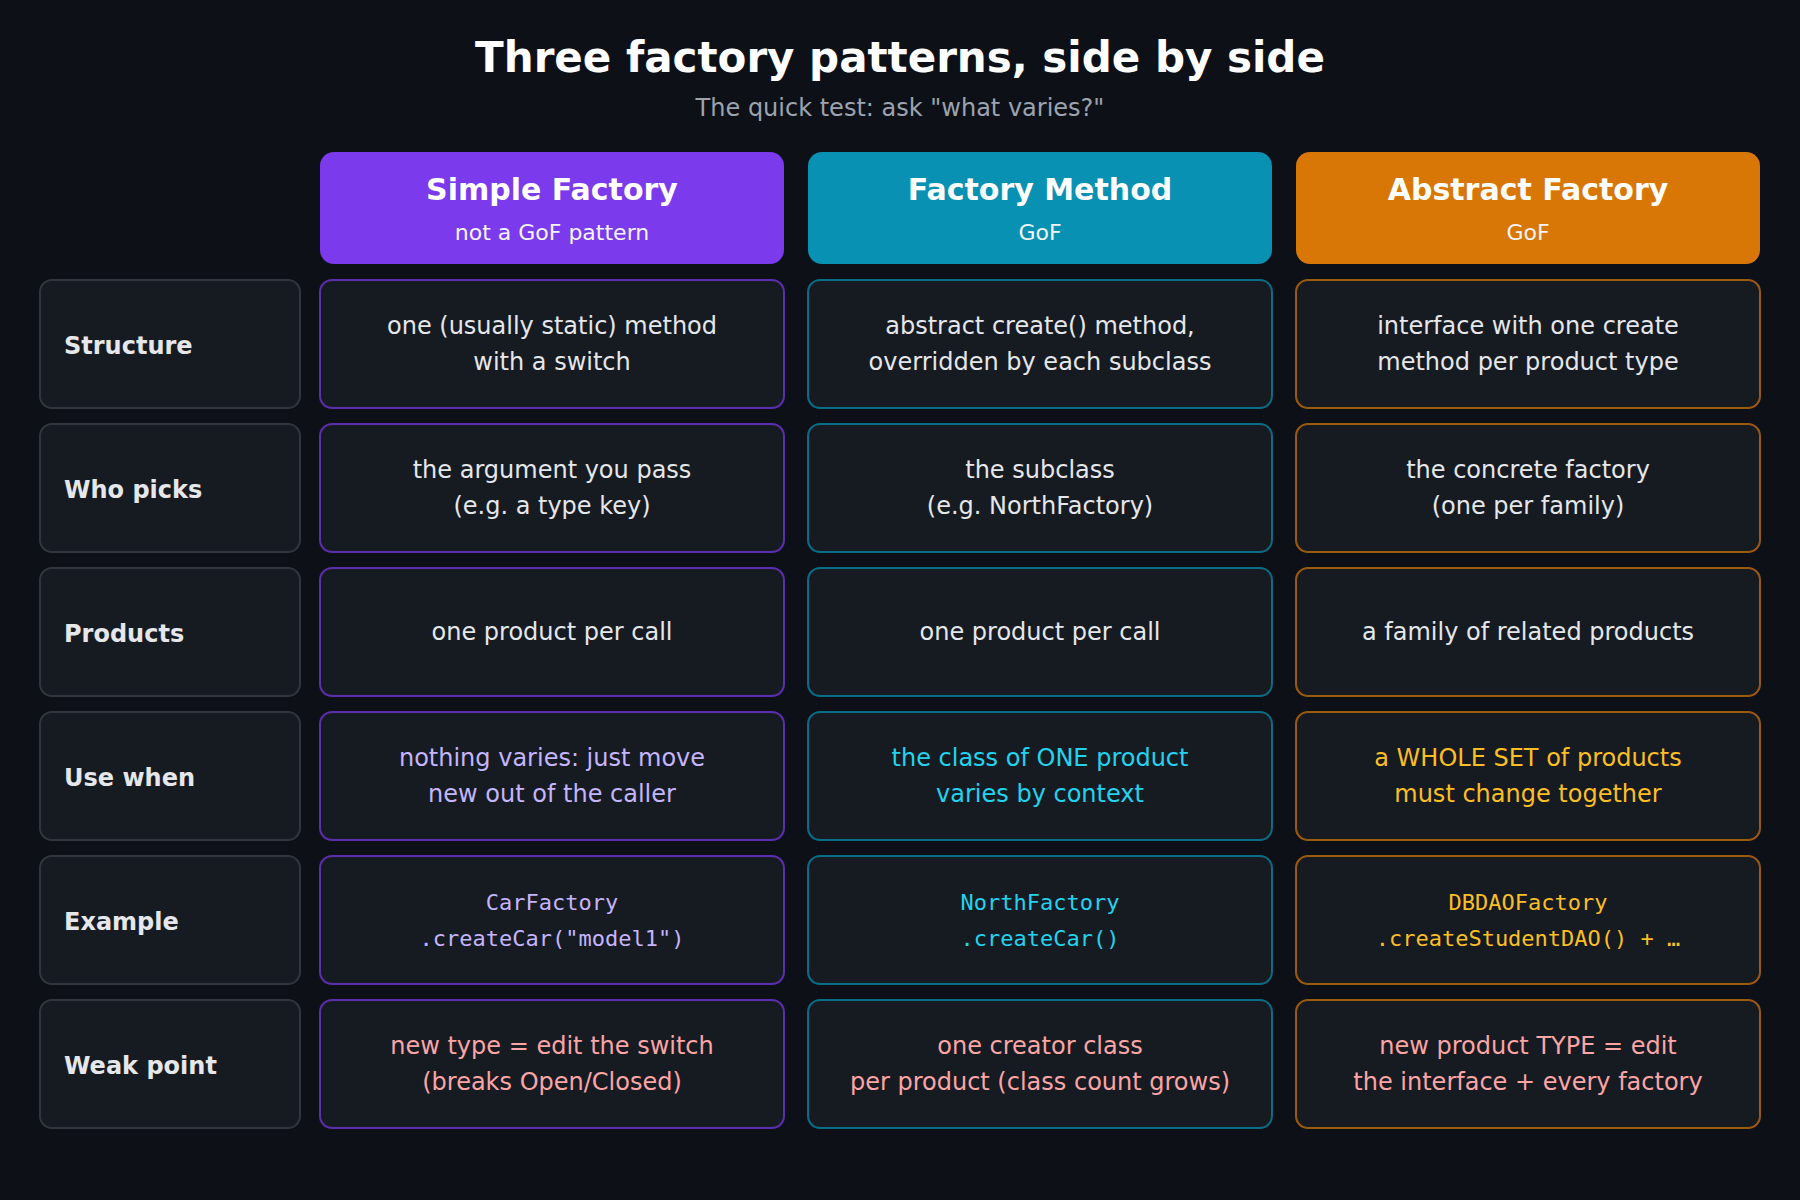 Three factory patterns, side by side
The quick test: ask "what varies?"
Simple Factory
not a GoF pattern
Factory Method
GoF
Abstract Factory
GoF
Structure
one (usually static) method
with a switch
abstract create() method,
overridden by each subclass
interface with one create
method per product type
Who picks
the argument you pass
(e.g. a type key)
the subclass
(e.g. NorthFactory)
the concrete factory
(one per family)
Products
one product per call
one product per call
a family of related products
Use when
nothing varies: just move
new out of the caller
the class of ONE product
varies by context
a WHOLE SET of products
must change together
Example
CarFactory
.createCar("model1")
NorthFactory
.createCar()
DBDAOFactory
.createStudentDAO() + …
Weak point
new type = edit the switch
(breaks Open/Closed)
one creator class
per product (class count grows)
new product TYPE = edit
the interface + every factory